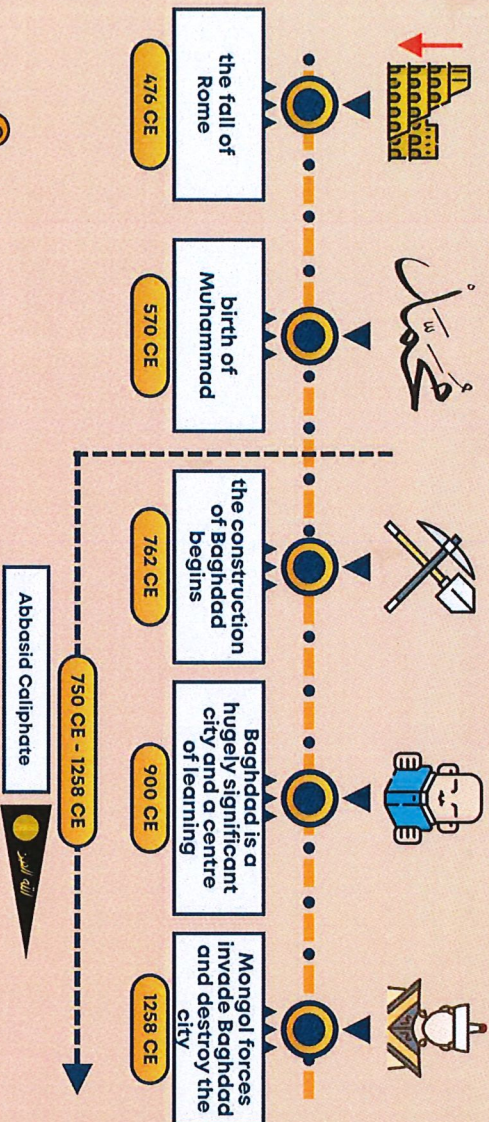 محمد
the fall of
Rome
476 CE
birth of
Muhammad
570 CE
the construction
of Baghdad
begins
762 CE
Baghdad is a
hugely significant
city and a centre
of learning
900 CE
Mongol forces
invade Baghdad
and destroy the
city
1258 CE
750 CE - 1258 CE
Abbasid Caliphate